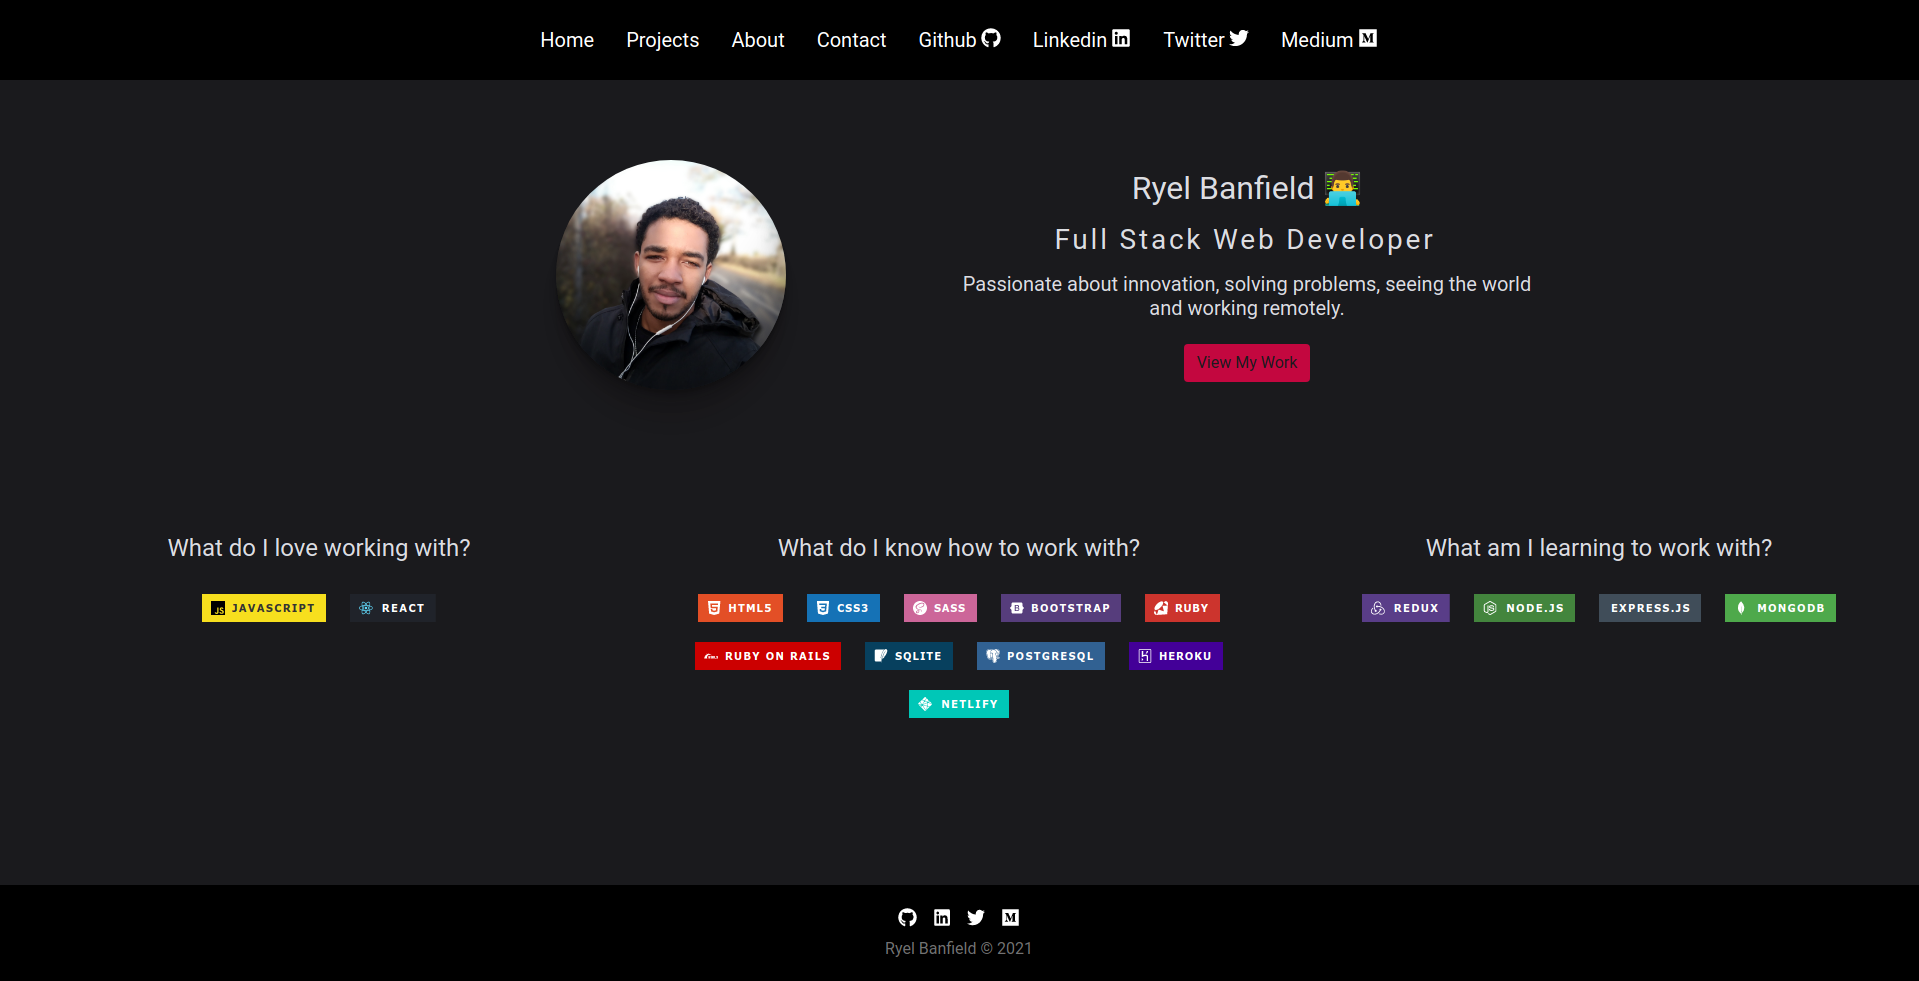 Home Projects About Contact Github Linkedin Twitter Medium
Ryel Banfield
Full Stack Web Developer
Passionate about innovation, solving problems, seeing the world
and working remotely.
View My Work
What do I love working with?
JAVASCRIPT REACT
What do I know how to work with?
HTML5 CSS3 SASS BOOTSTRAP RUBY
RUBY ON RAILS SQLITE POSTGRESQL HEROKU
NETLIFY
What am I learning to work with?
REDUX NODE.JS EXPRESS.JS MONGODB
Ryel Banfield © 2021